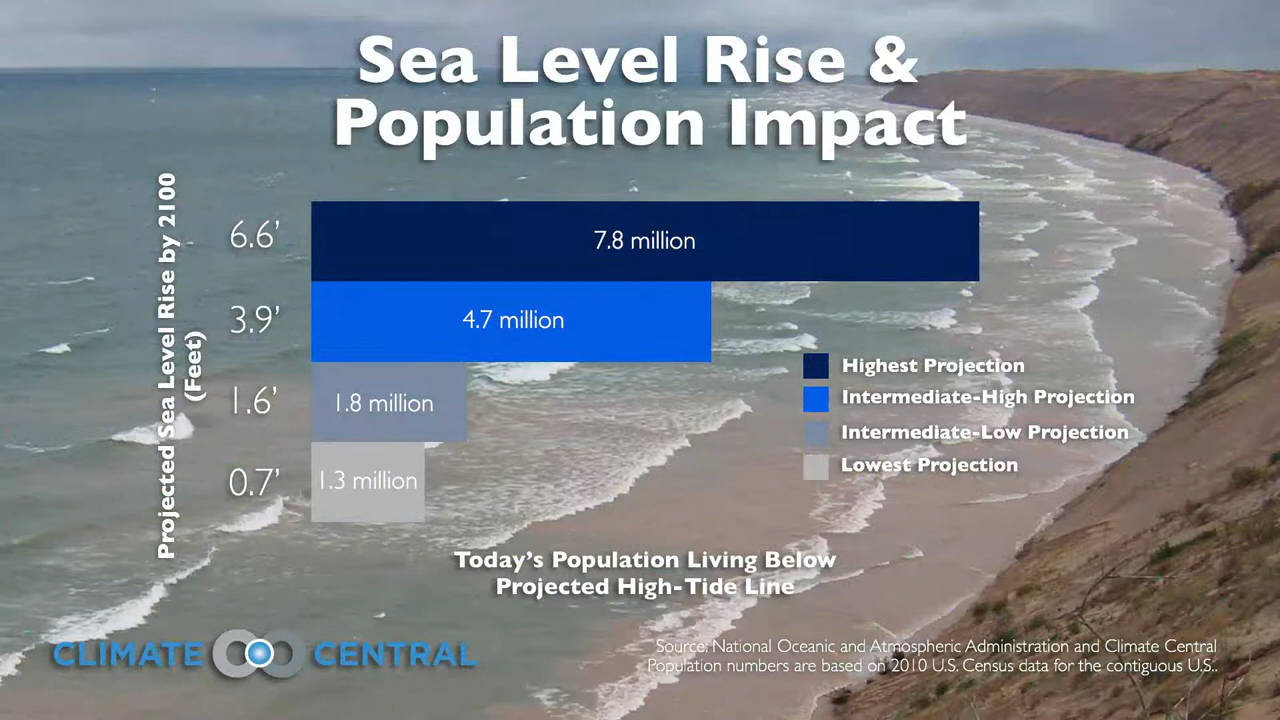 Sea Level Rise &
Population Impact
Projected Sea Level Rise by 2100
(Feet)
6.6’
7.8 million
3.9’
4.7 million
1.6’
1.8 million
0.7’
1.3 million
Highest Projection
Intermediate-High Projection
Intermediate-Low Projection
Lowest Projection
Today’s Population Living Below
Projected High-Tide Line
CLIMATE CENTRAL
Source: National Oceanic and Atmospheric Administration and Climate Central
Population numbers are based on 2010 U.S. Census data for the contiguous U.S..